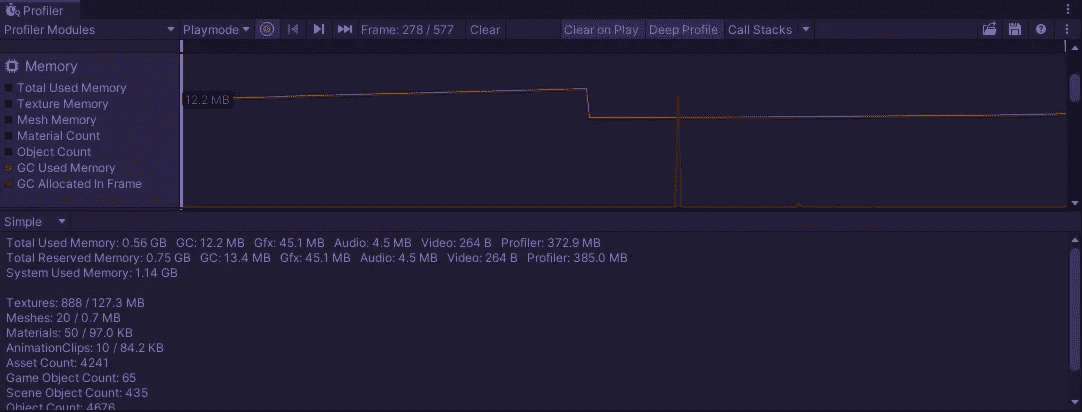 Profiler
Profiler Modules Playmode Frame: 278 / 577 Clear Clear on Play Deep Profile Call Stacks
Memory
Total Used Memory
Texture Memory
Mesh Memory
Material Count
Object Count
GC Used Memory
GC Allocated In Frame
12.2 MB
Simple
Total Used Memory: 0.56 GB GC: 12.2 MB Gfx: 45.1 MB Audio: 4.5 MB Video: 264 B Profiler: 372.9 MB
Total Reserved Memory: 0.75 GB GC: 13.4 MB Gfx: 45.1 MB Audio: 4.5 MB Video: 264 B Profiler: 385.0 MB
System Used Memory: 1.14 GB
Textures: 888 / 127.3 MB
Meshes: 20 / 0.7 MB
Materials: 50 / 97.0 KB
AnimationClips: 10 / 84.2 KB
Asset Count: 4241
Game Object Count: 65
Scene Object Count: 435
Object Count: 4676